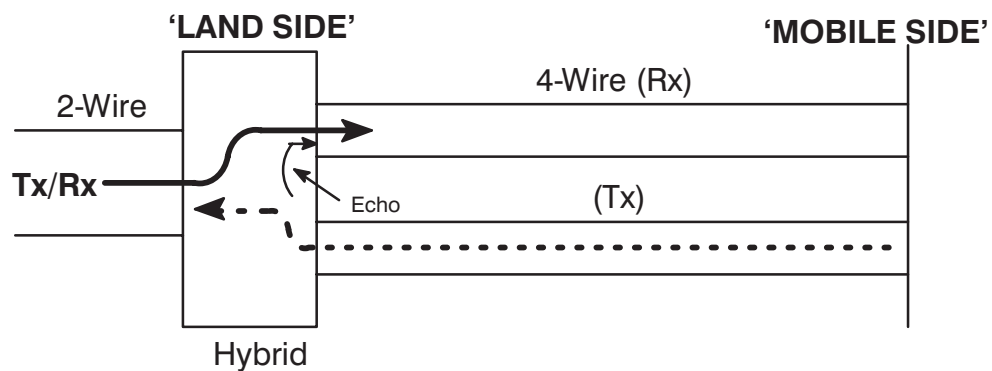 ‘LAND SIDE’
‘MOBILE SIDE’
4-Wire (Rx)
2-Wire
Tx/Rx
Echo
(Tx)
Hybrid